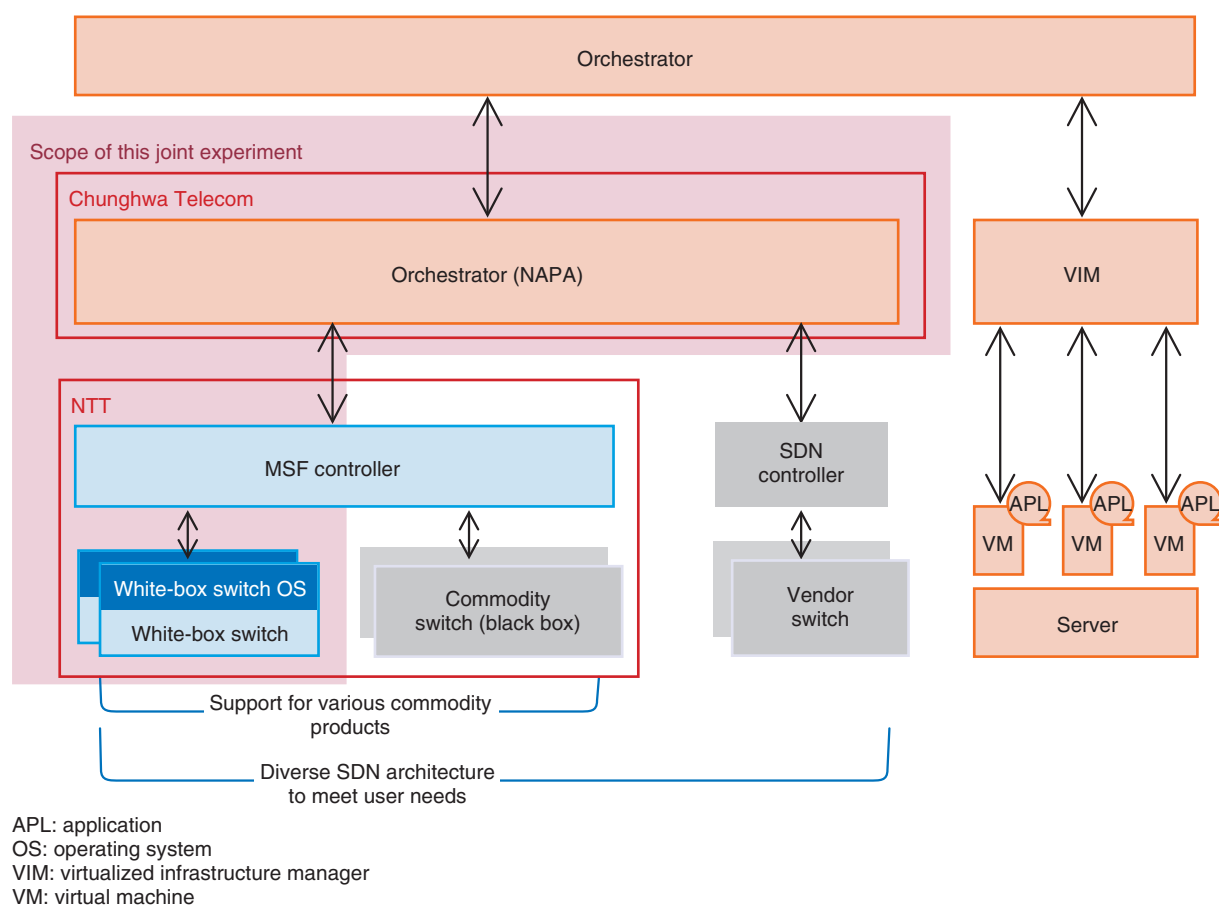 Orchestrator
Scope of this joint experiment
Chunghwa Telecom
Orchestrator (NAPA)
VIM
NTT
MSF controller
SDN
controller
APL
APL
APL
VM
VM
VM
White-box switch OS
White-box switch
Commodity
switch (black box)
Vendor
switch
Server
Support for various commodity
products
Diverse SDN architecture
to meet user needs
APL: application
OS: operating system
VIM: virtualized infrastructure manager
VM: virtual machine